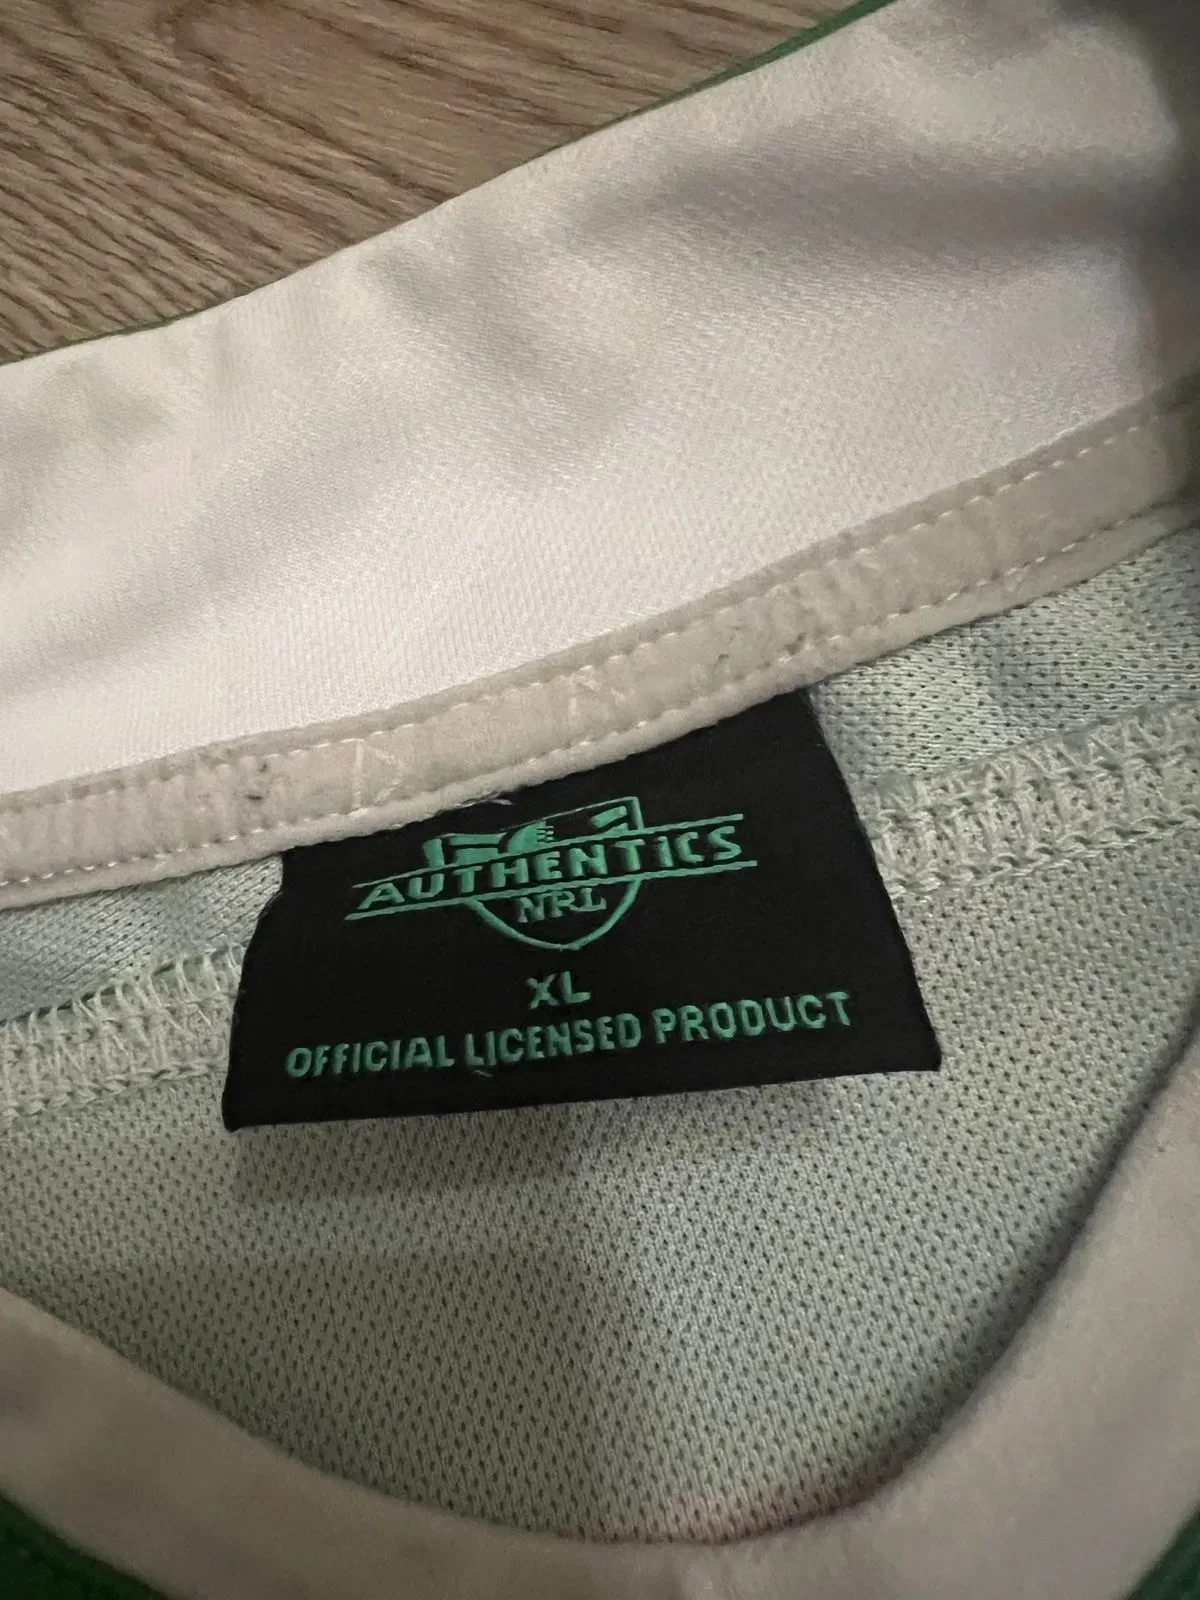 AUTHENTICS
NRL
XL
OFFICIAL LICENSED PRODUCT